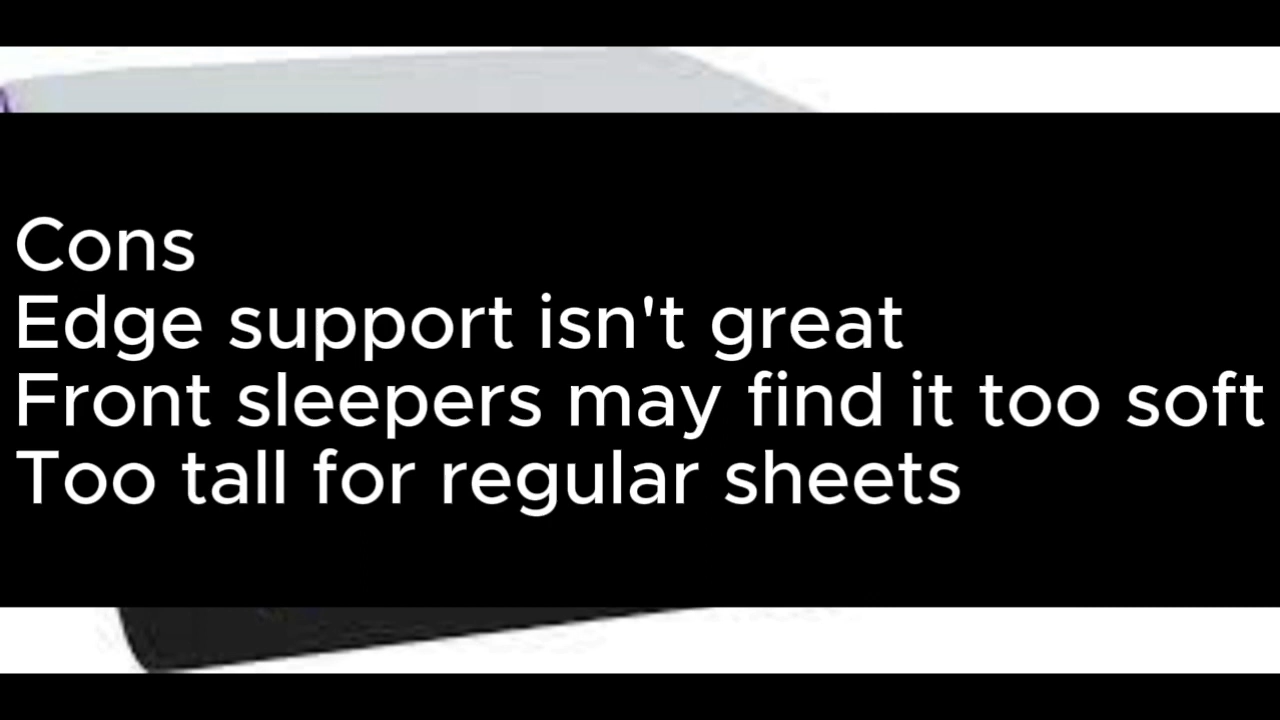 Cons
Edge support isn't great
Front sleepers may find it too soft
Too tall for regular sheets